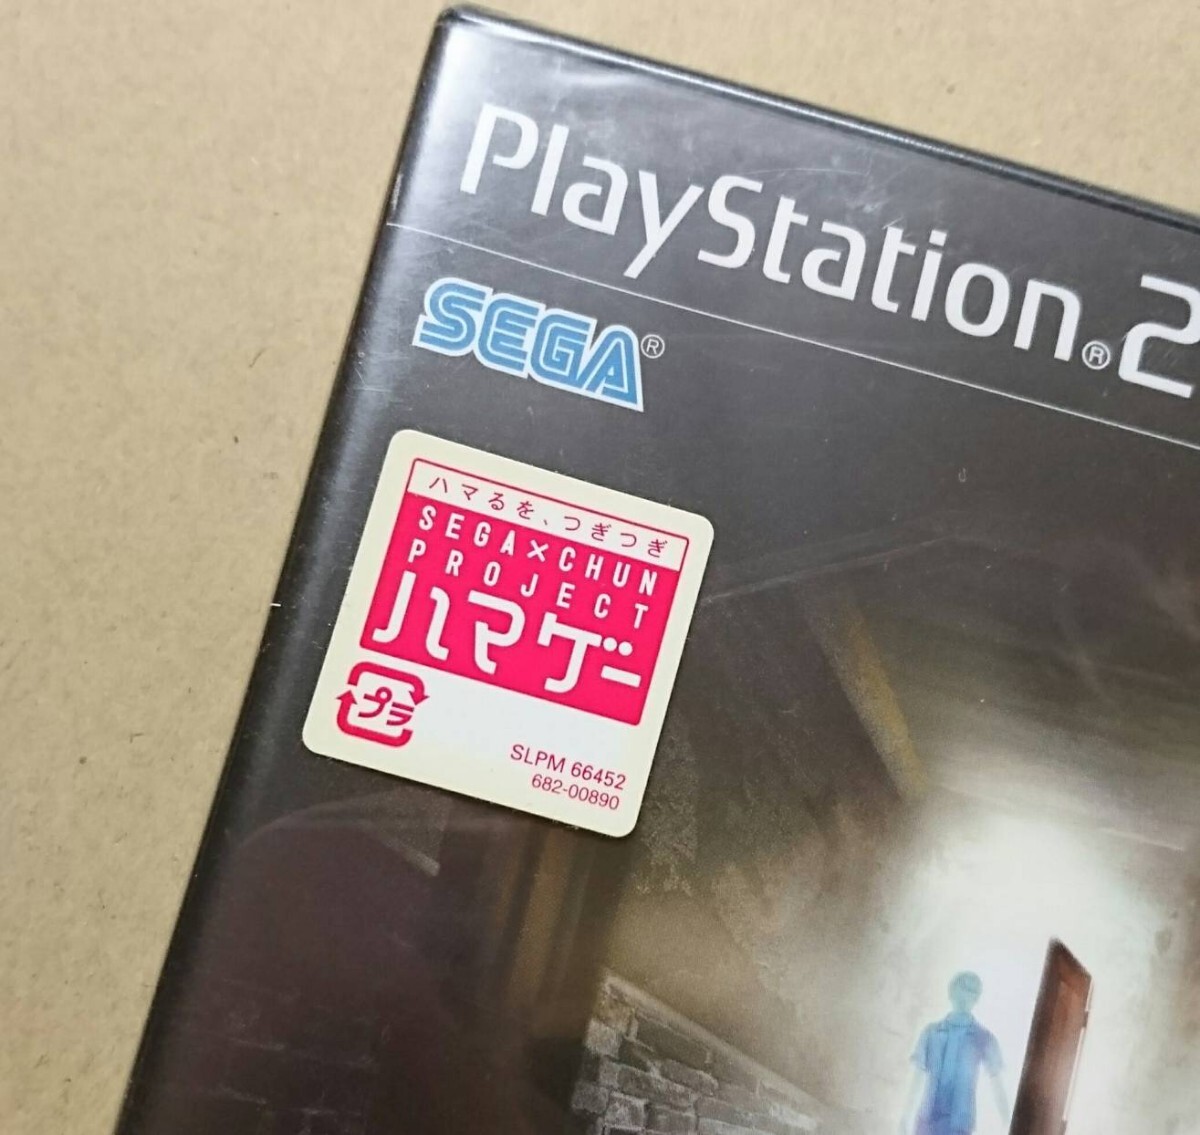 PlayStation®2
SEGA®
ハマるを、つぎつぎ
SEGA×CHUN
PROJECT
ハマゲー
プラ
SLPM 66452
682-00890